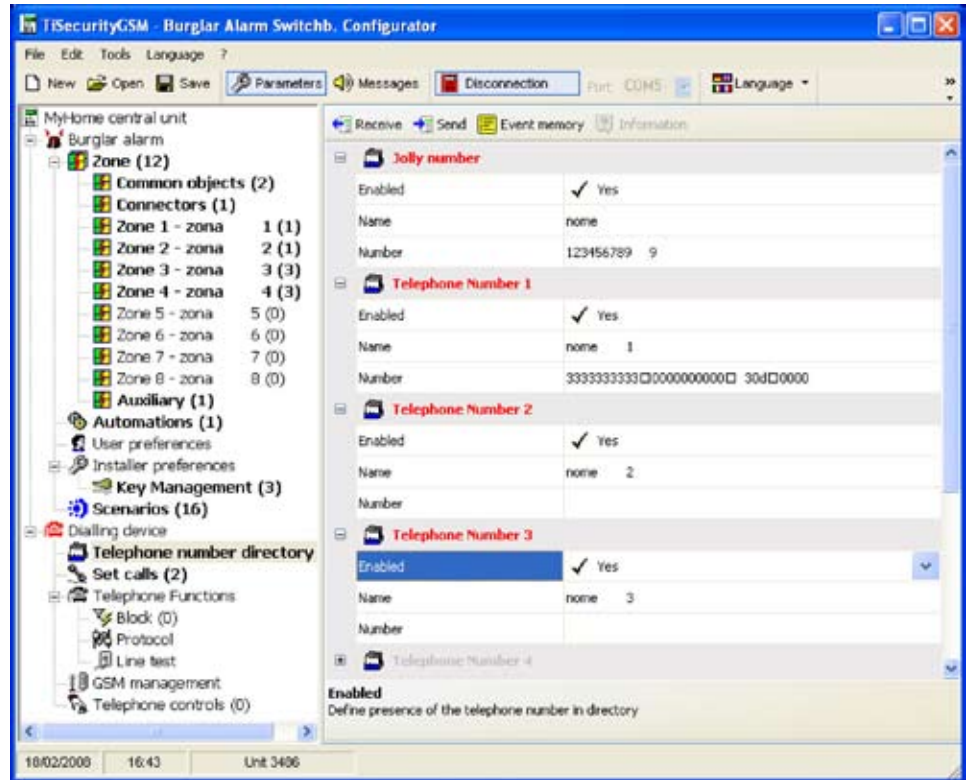 TiSecurityGSM - Burglar Alarm Switchb. Configurator
File Edit Tools Language ?
New Open Save Parameters Messages Disconnection Port COM5 Language »
MyHome central unit
Burglar alarm
Zone (12)
Common objects (2)
Connectors (1)
Zone 1 - zona 1 (1)
Zone 2 - zona 2 (1)
Zone 3 - zona 3 (3)
Zone 4 - zona 4 (3)
Zone 5 - zona 5 (0)
Zone 6 - zona 6 (0)
Zone 7 - zona 7 (0)
Zone 8 - zona 8 (0)
Auxiliary (1)
Automations (1)
User preferences
Installer preferences
Key Management (3)
Scenarios (16)
Dialling device
Telephone number directory
Set calls (2)
Telephone Functions
Block (0)
Protocol
Line test
GSM management
Telephone controls (0)
Receive Send Event memory Information
Jolly number
Enabled Yes
Name nome
Number 123456789 9
Telephone Number 1
Enabled Yes
Name nome 1
Number 3333333333□0000000000□ 30d□0000
Telephone Number 2
Enabled Yes
Name nome 2
Number
Telephone Number 3
Enabled Yes
Name nome 3
Number
Telephone Number 4
Enabled
Define presence of the telephone number in directory
18/02/2008 16:43 Unit 3486